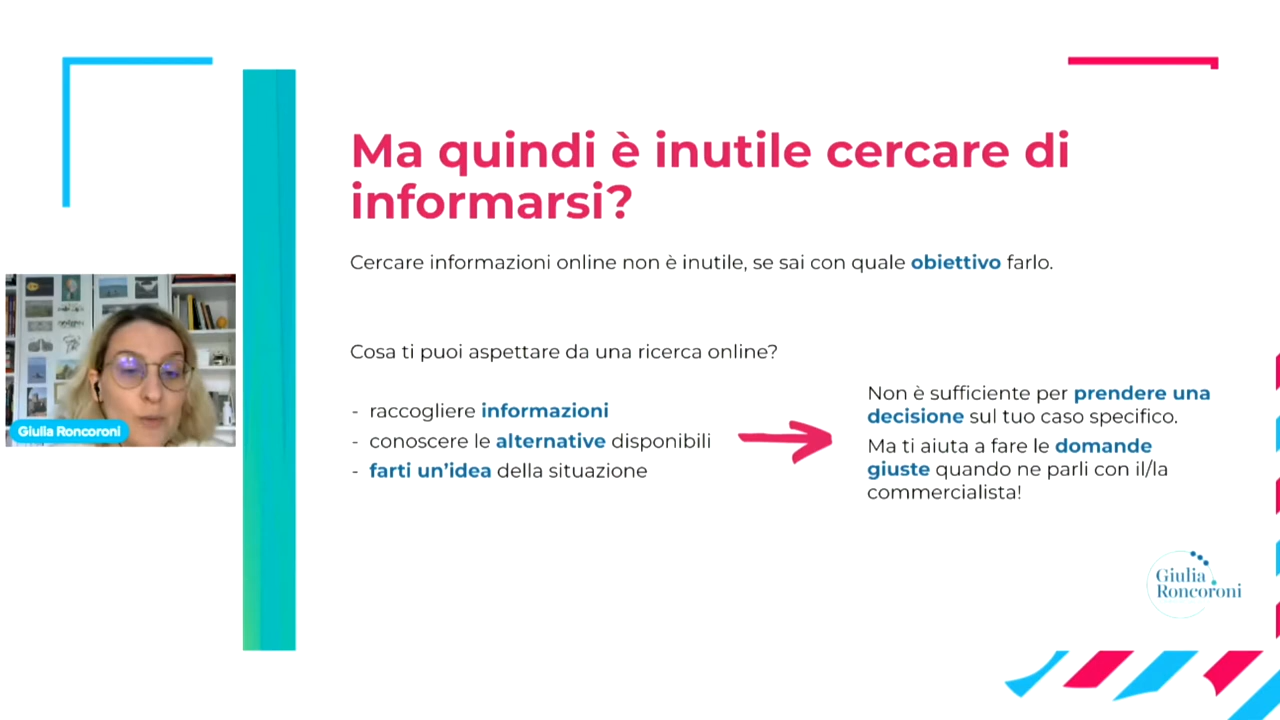 Ma quindi è inutile cercare di
informarsi?
Cercare informazioni online non è inutile, se sai con quale obiettivo farlo.
Cosa ti puoi aspettare da una ricerca online?
- raccogliere informazioni
- conoscere le alternative disponibili
- farti un’idea della situazione
Non è sufficiente per prendere una
decisione sul tuo caso specifico.
Ma ti aiuta a fare le domande
giuste quando ne parli con il/la
commercialista!
Giulia Roncoroni
Giulia
Roncoroni